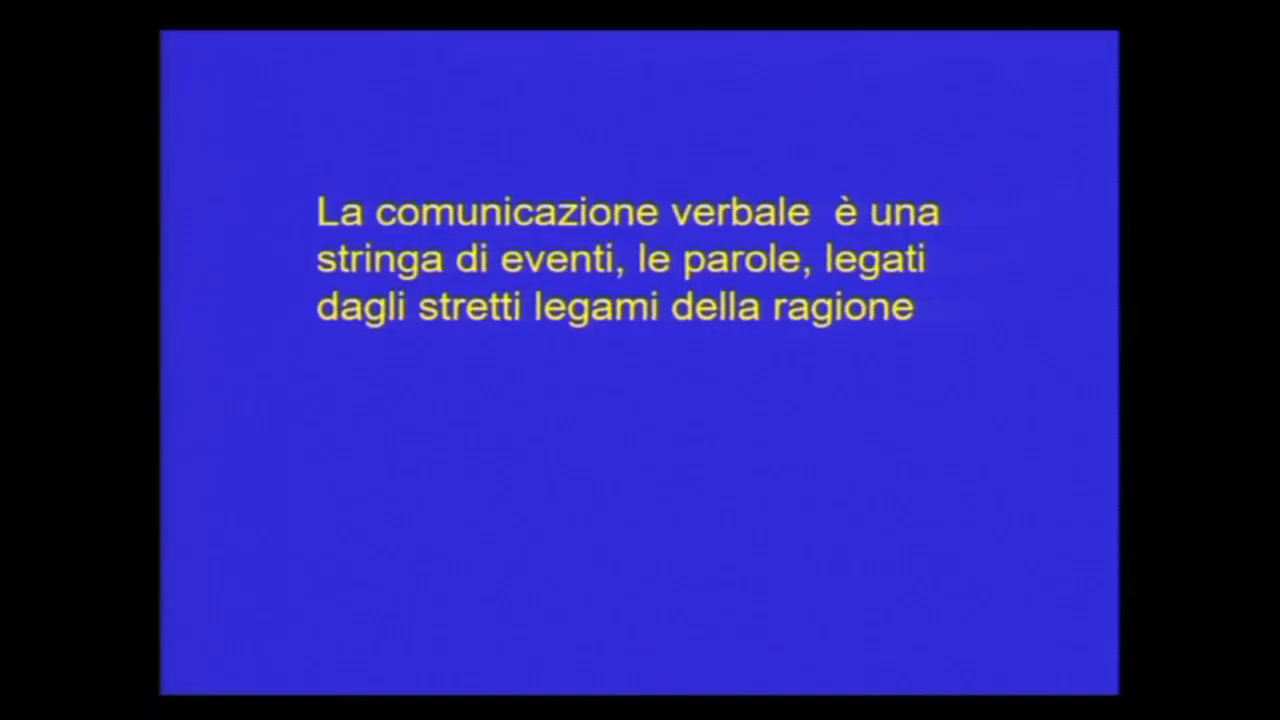 La comunicazione verbale è una
stringa di eventi, le parole, legati
dagli stretti legami della ragione